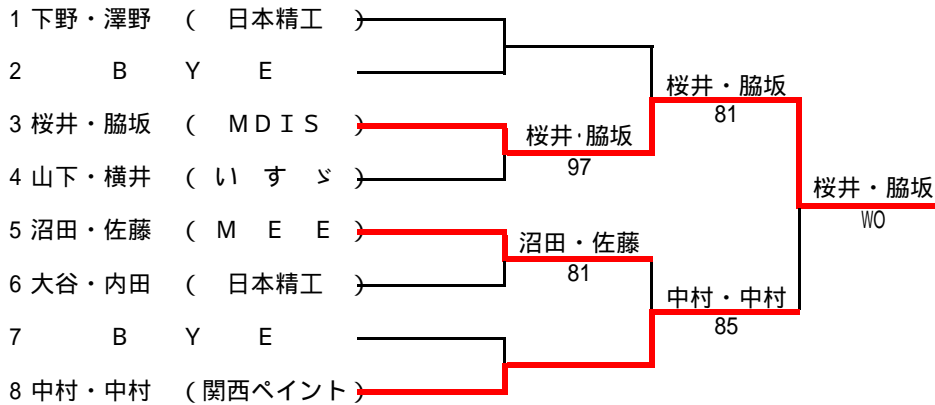 1 下野・澤野 ( 日本精工 )
2 B Y E
桜井・脇坂
81
3 桜井・脇坂 ( MDIS )
桜井・脇坂
97
4 山下・横井 ( いすゞ )
桜井・脇坂
WO
5 沼田・佐藤 ( MEE )
沼田・佐藤
81
6 大谷・内田 ( 日本精工 )
中村・中村
85
7 B Y E
8 中村・中村 (関西ペイント)